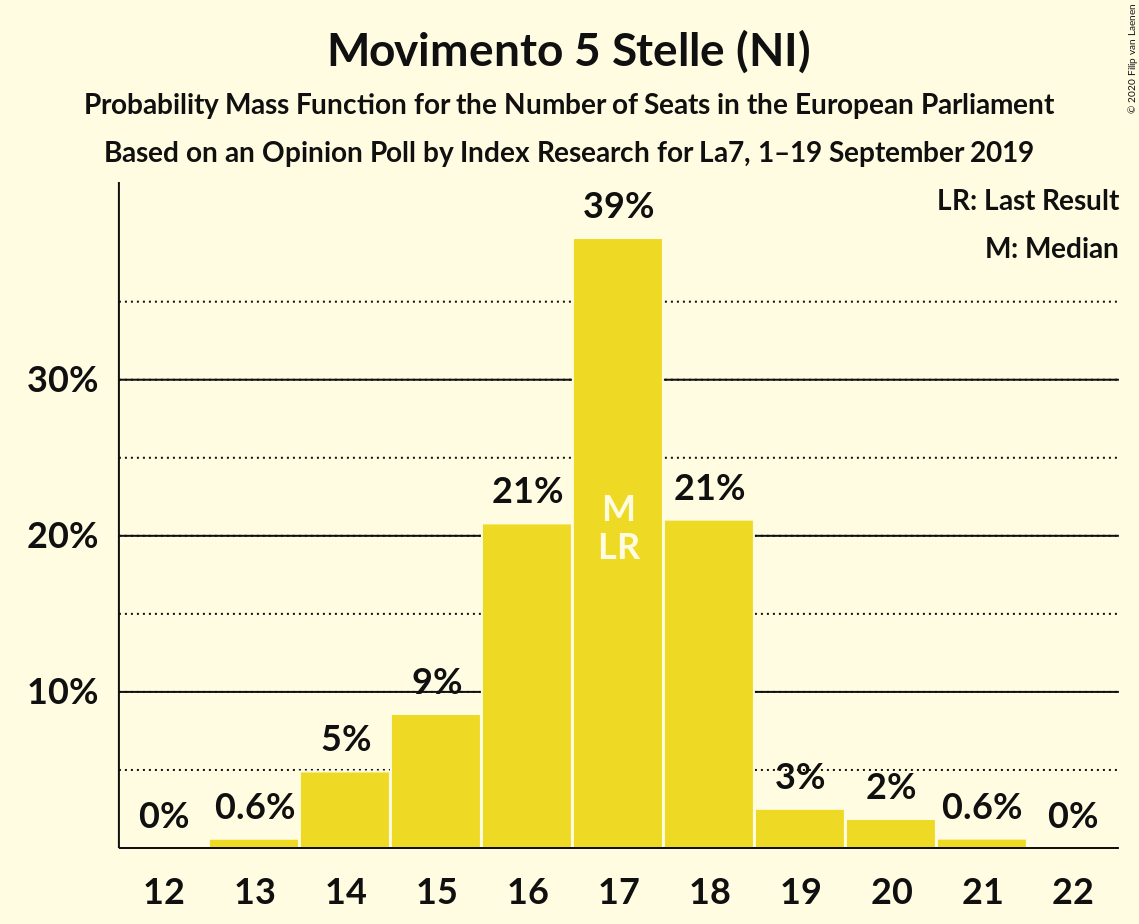 Movimento 5 Stelle (NI)
Probability Mass Function for the Number of Seats in the European Parliament
Based on an Opinion Poll by Index Research for La7, 1–19 September 2019
© 2020 Filip van Laenen
LR: Last Result
M: Median
39%
30%
21%
21%
M
LR
20%
10%
9%
5%
3%
2%
0%
0.6%
0.6%
0%
12 13 14 15 16 17 18 19 20 21 22